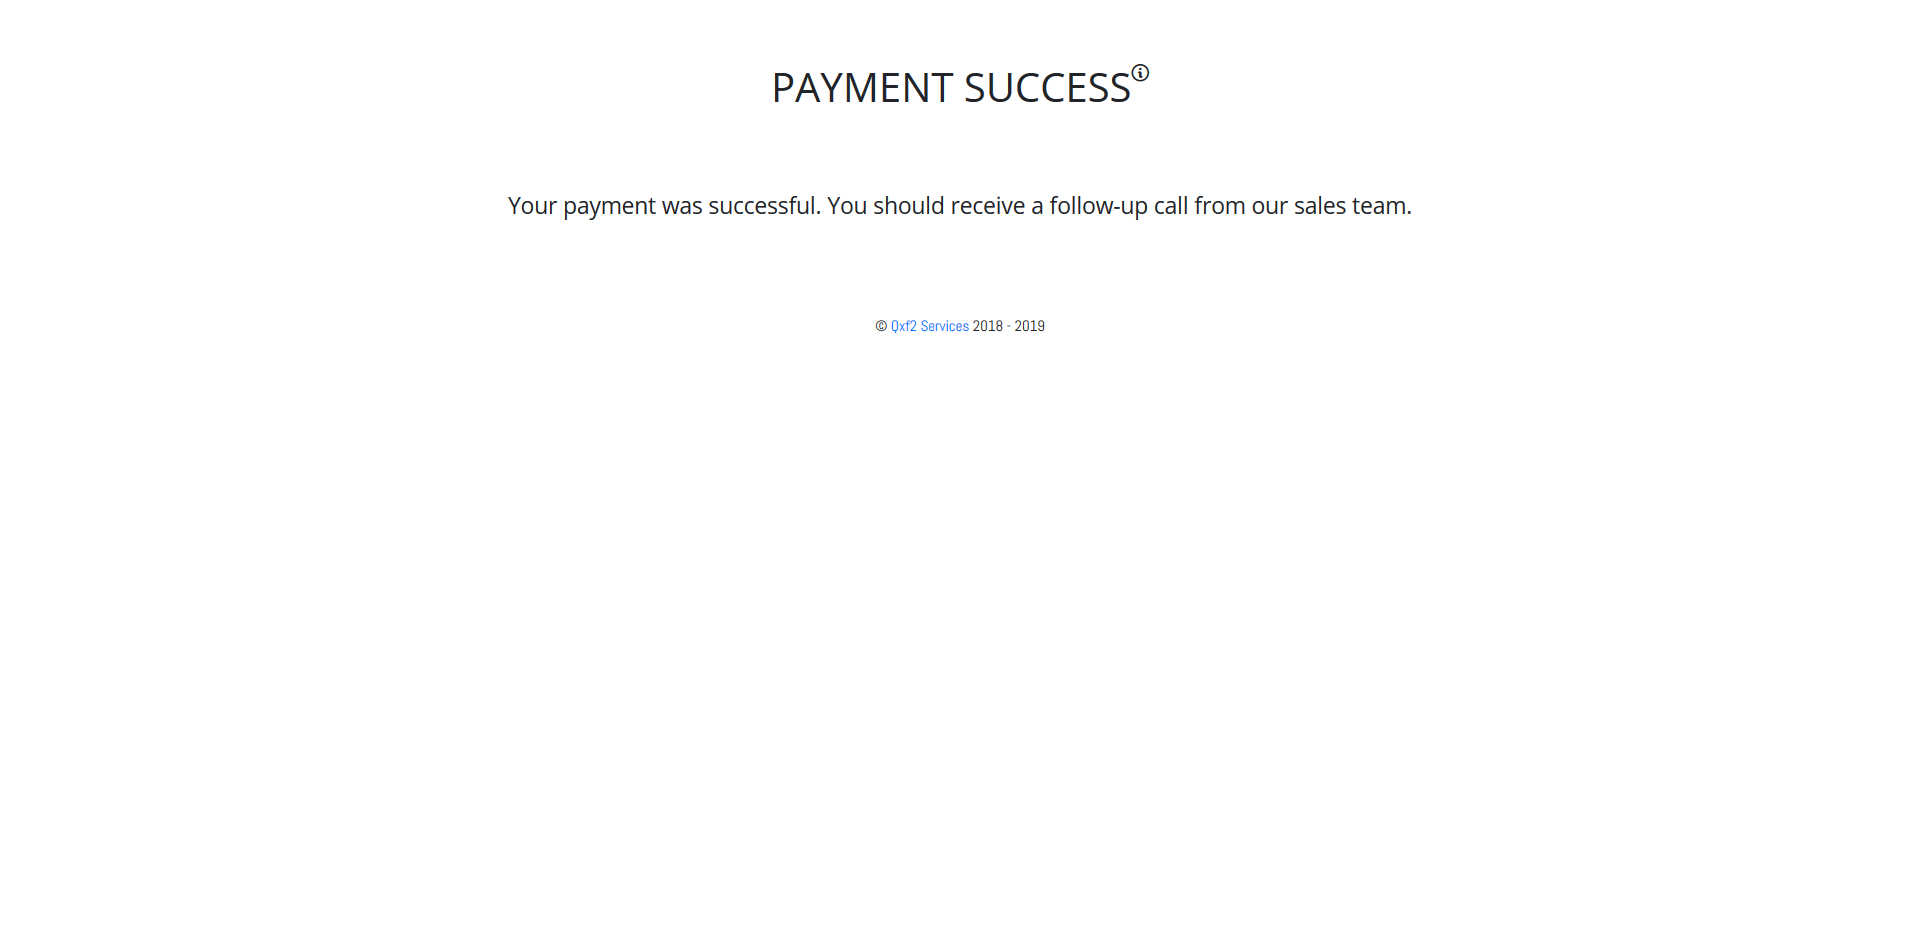 PAYMENT SUCCESS
Your payment was successful. You should receive a follow-up call from our sales team.
© Qxf2 Services 2018 - 2019